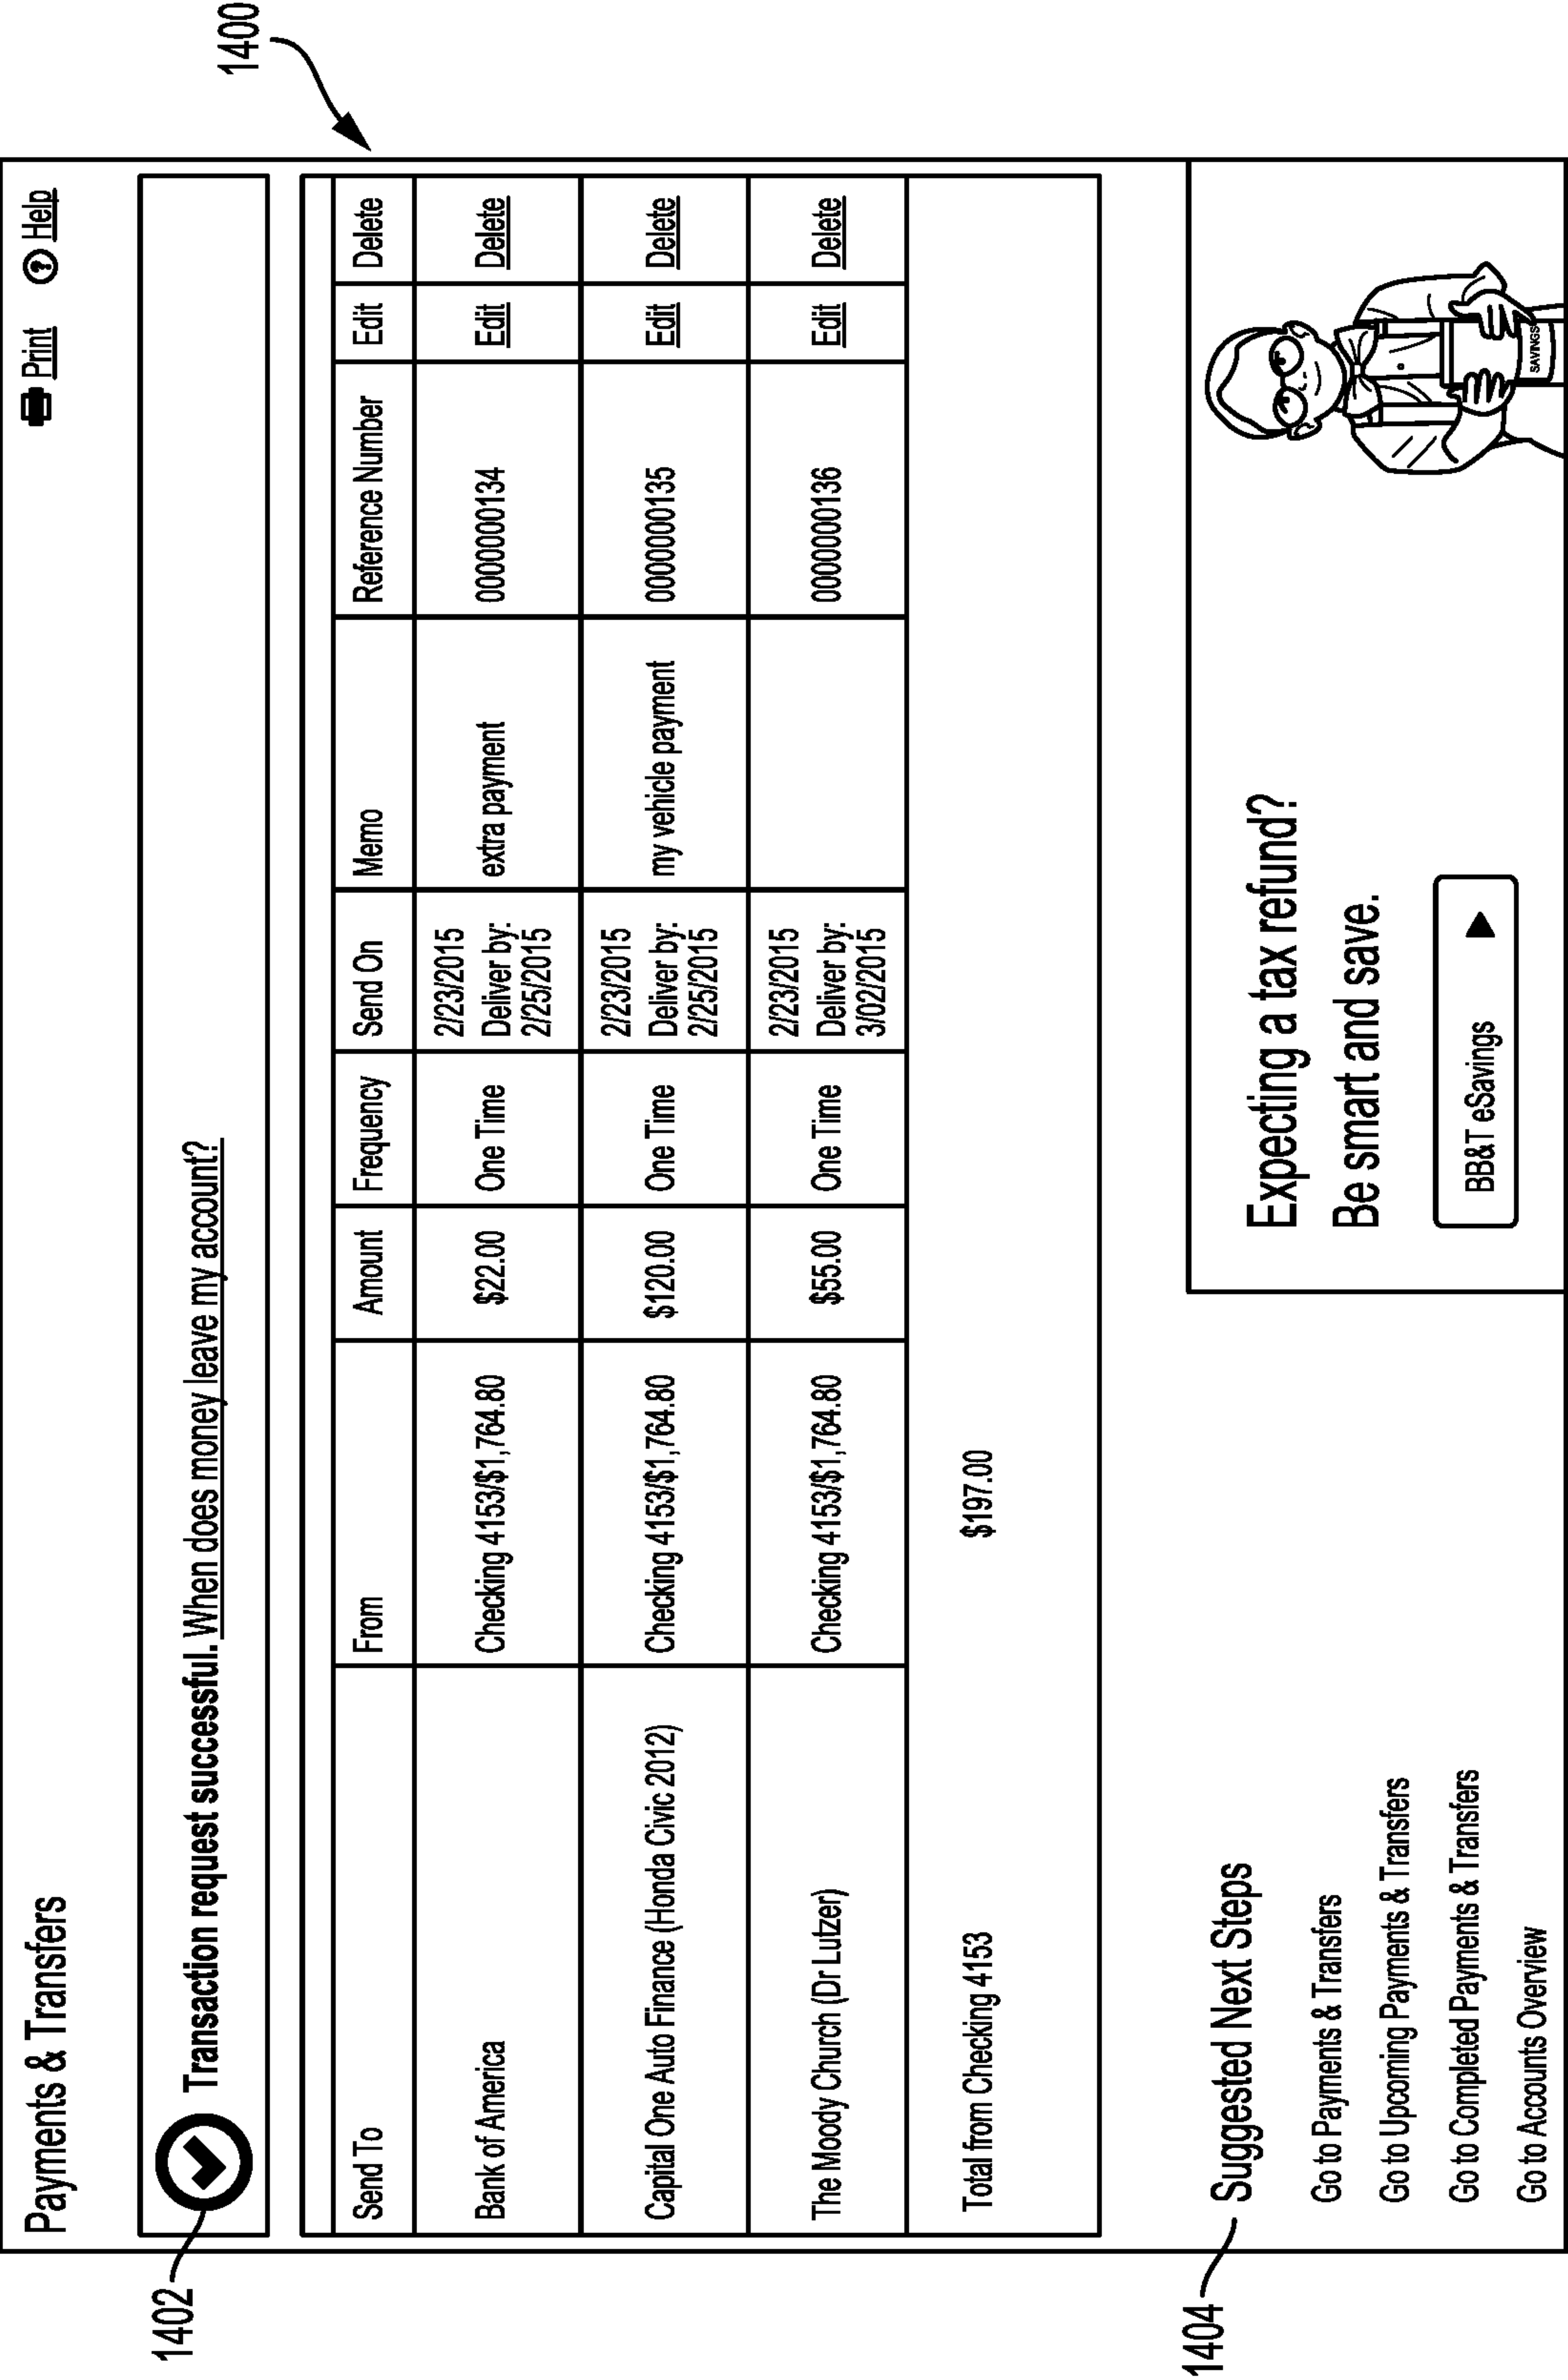 1400
Payments & Transfers
Print ? Help
1402
Transaction request successful. When does money leave my account?
Send To From Amount Frequency Send On Memo Reference Number Edit Delete
Bank of America Checking 4153/$1,764.80 $22.00 One Time 2/23/2015 Deliver by: 2/25/2015 extra payment 0000000134 Edit Delete
Capital One Auto Finance (Honda Civic 2012) Checking 4153/$1,764.80 $120.00 One Time 2/23/2015 Deliver by: 2/25/2015 my vehicle payment 0000000135 Edit Delete
The Moody Church (Dr Lutzer) Checking 4153/$1,764.80 $55.00 One Time 2/23/2015 Deliver by: 3/02/2015 0000000136 Edit Delete
Total from Checking 4153 $197.00
1404
Suggested Next Steps
Go to Payments & Transfers
Go to Upcoming Payments & Transfers
Go to Completed Payments & Transfers
Go to Accounts Overview
Expecting a tax refund?
Be smart and save.
BB&T eSavings
SAVINGS